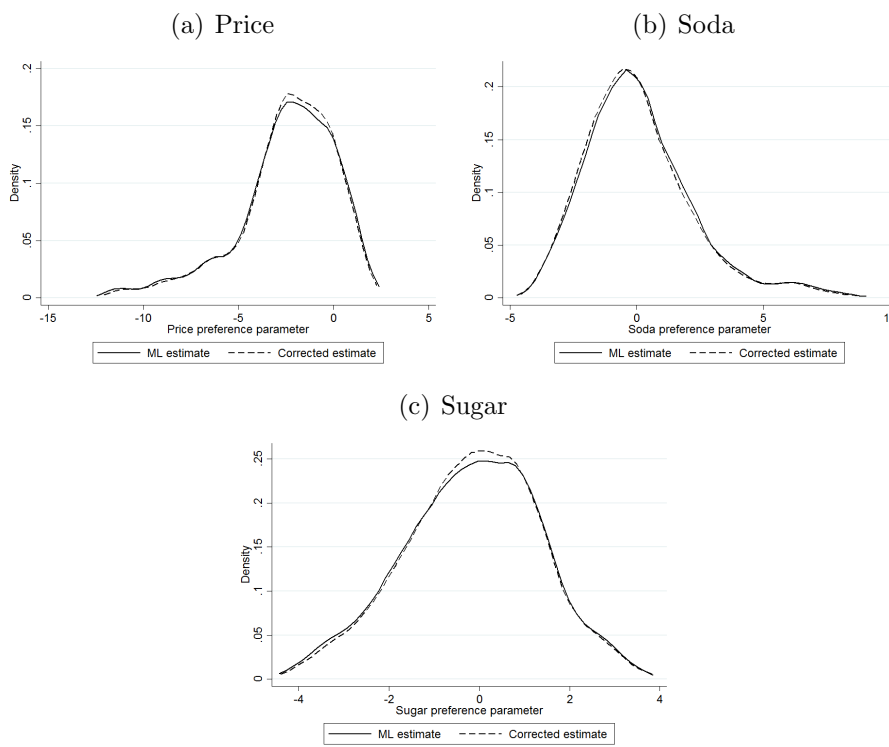 (a) Price
(b) Soda
.2
.15
.1
.05
0
Density
-15
-10
-5
0
5
Price preference parameter
ML estimate
Corrected estimate
.2
.15
.1
.05
0
Density
-5
0
5
1
Soda preference parameter
ML estimate
Corrected estimate
(c) Sugar
.25
.2
.15
.1
.05
0
Density
-4
-2
0
2
4
Sugar preference parameter
ML estimate
Corrected estimate